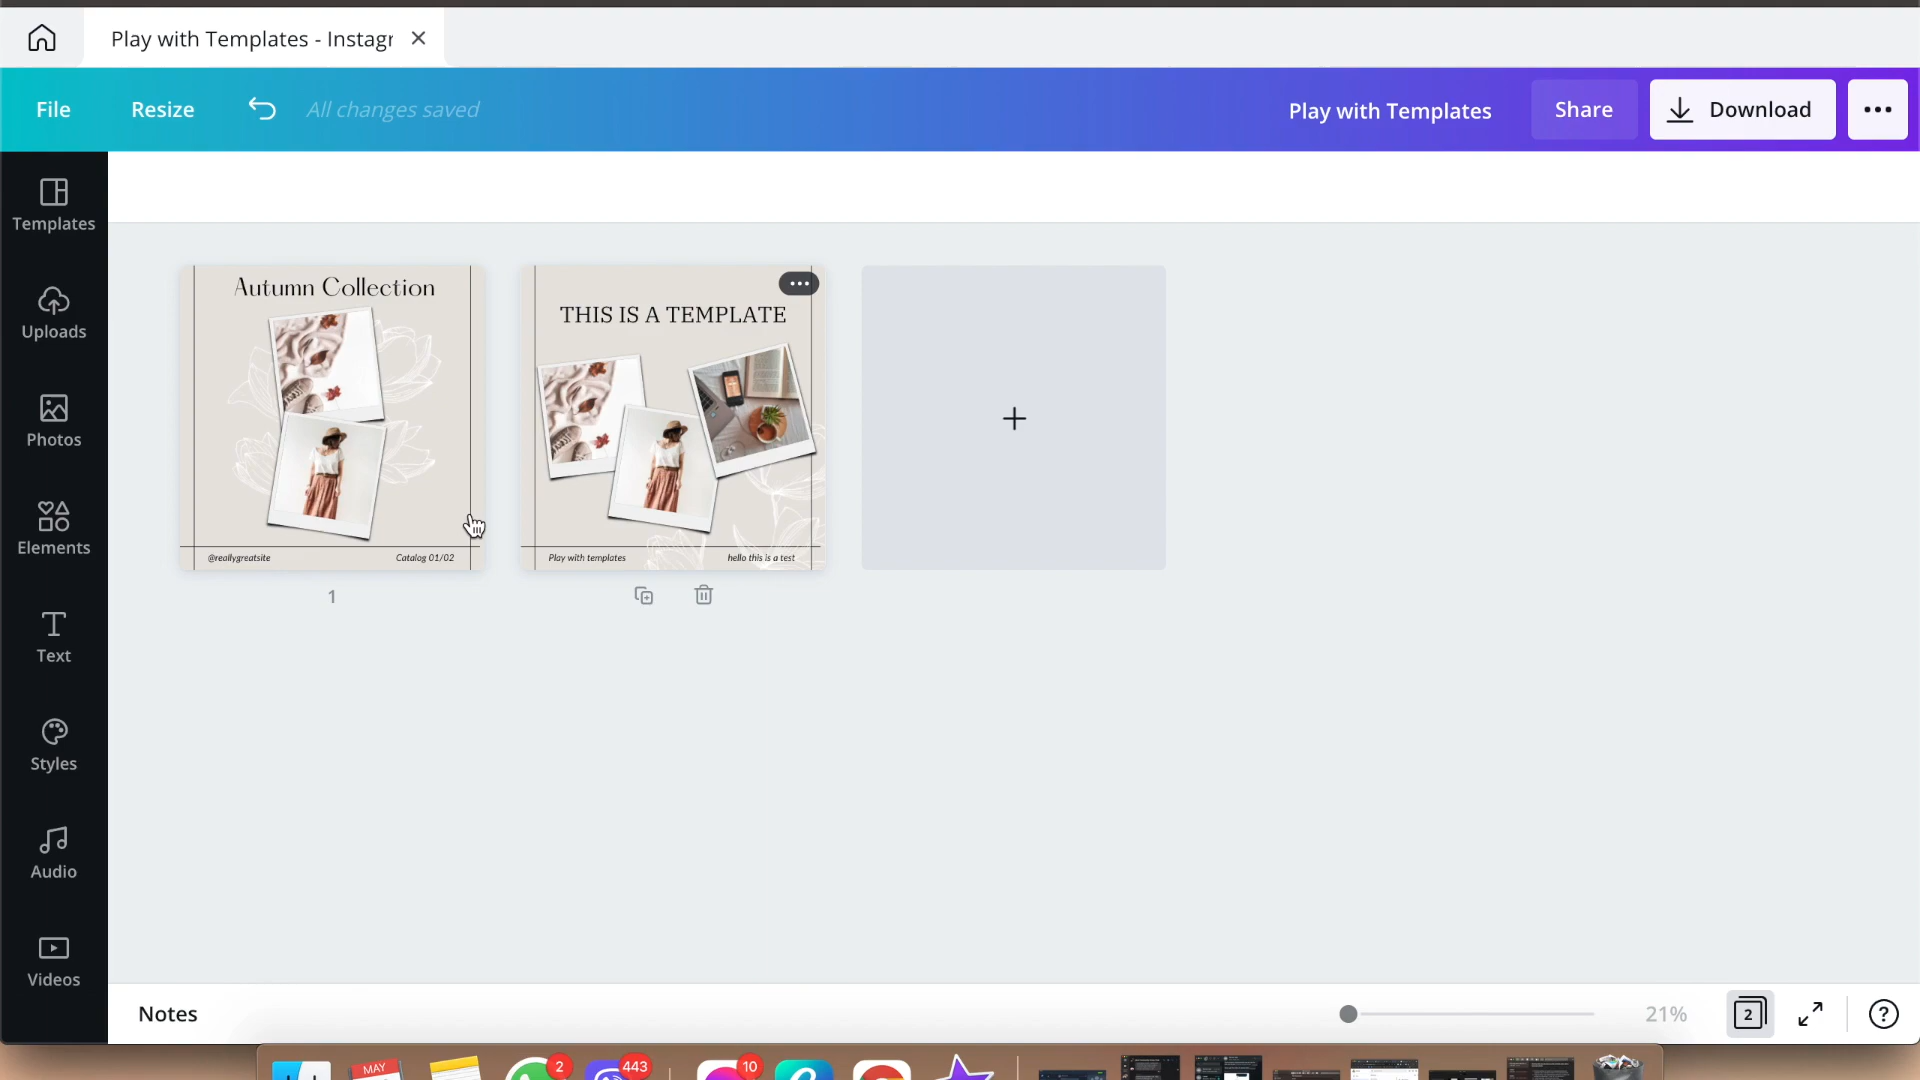 Play with Templates - Instagr
File
Resize
All changes saved
Play with Templates
Share
Download
Templates
Uploads
Photos
Elements
Text
Styles
Audio
Videos
Autumn Collection
@reallygreatsite
Catalog 01/02
1
THIS IS A TEMPLATE
Play with templates
hello this is a test
Notes
21%
2
?
MAY
2
443
10